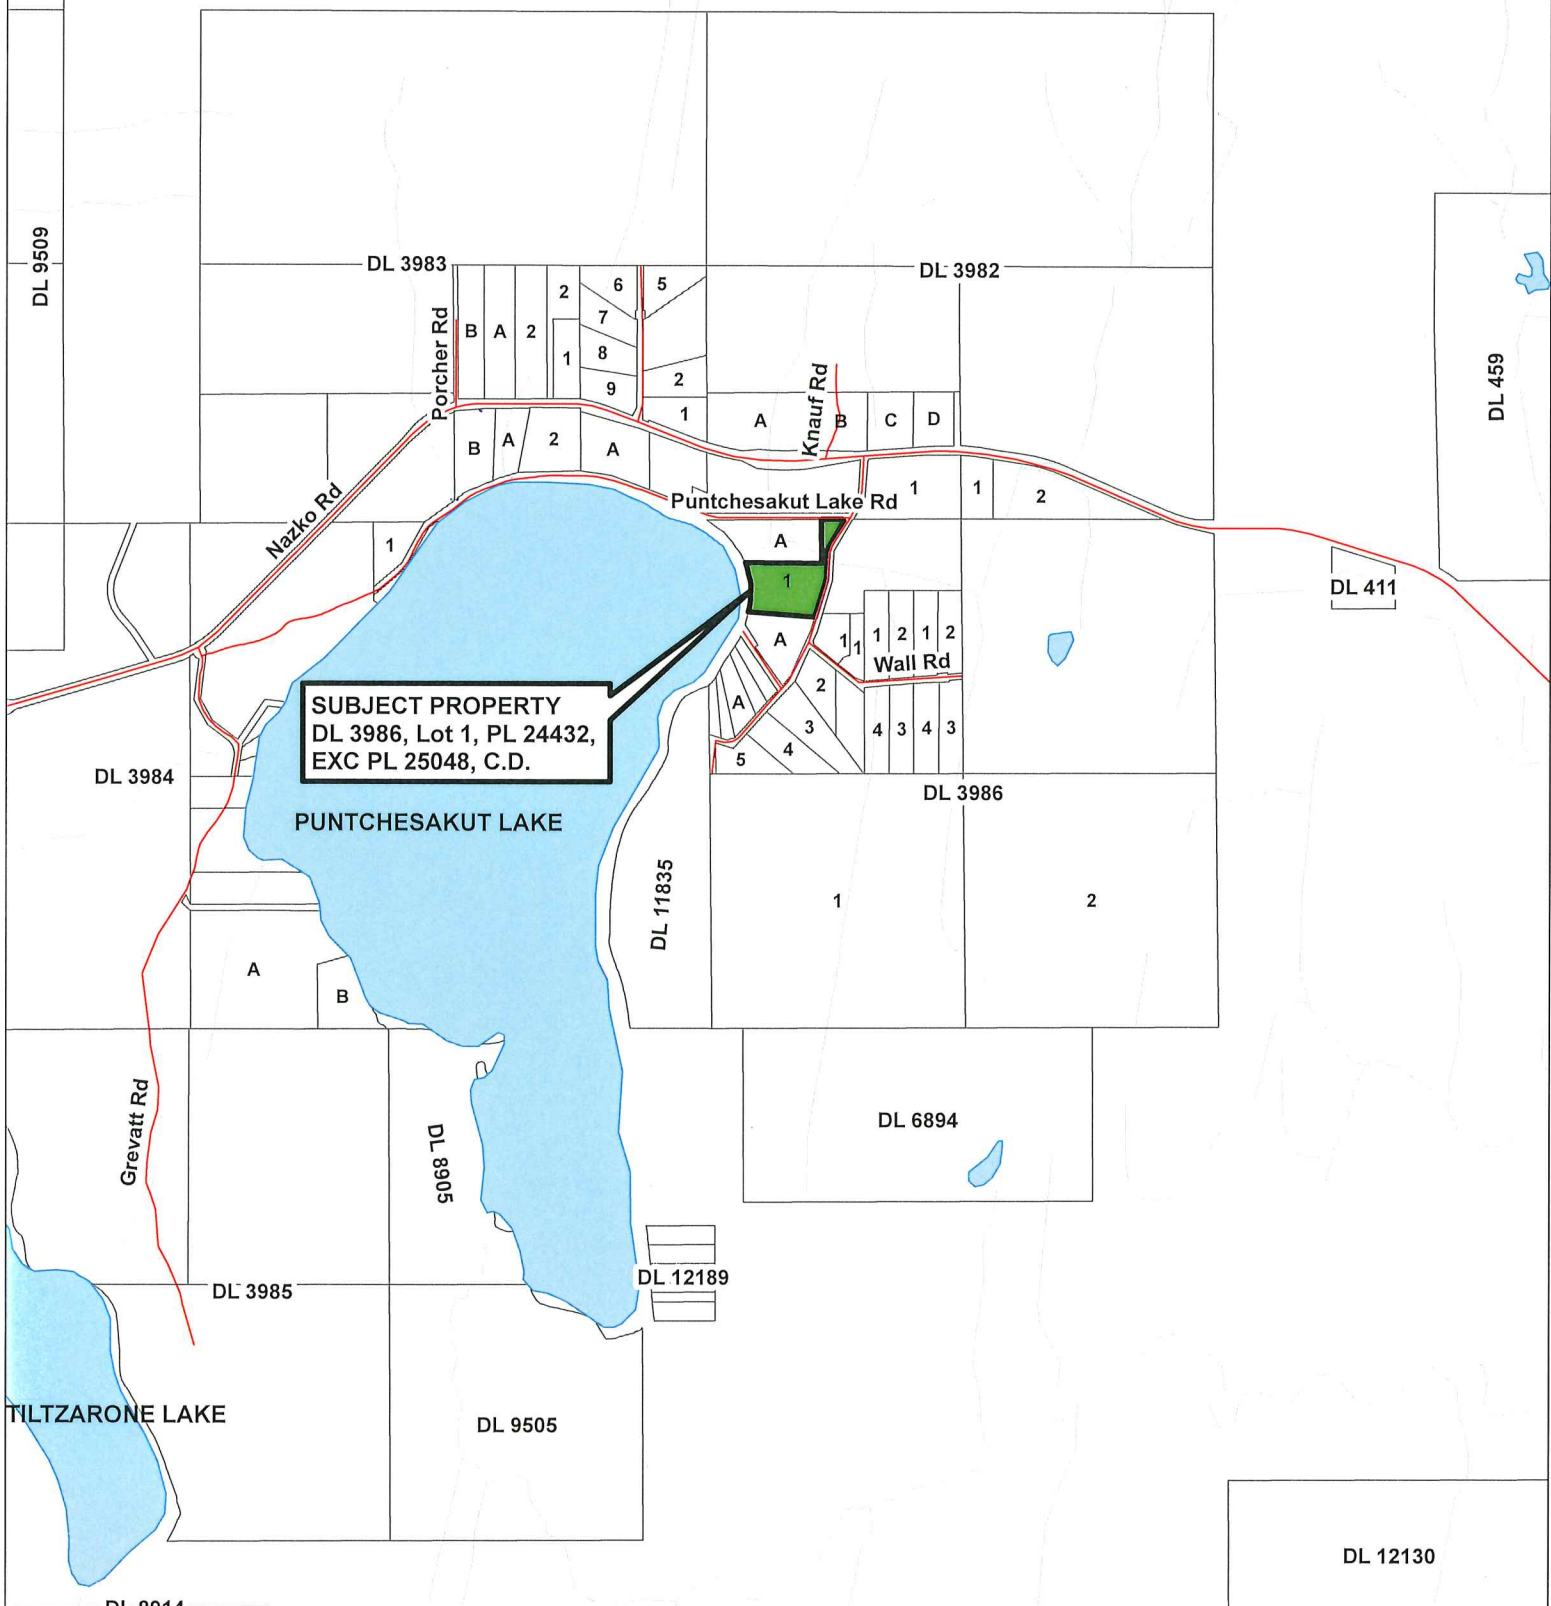 DL 9509
DL 3983
DL 3982
DL 459
Porcher Rd
B
A
2
2
1
6
7
8
9
5
2
1
Knauf Rd
A
B
C
D
B
A
2
A
Nazko Rd
Puntchesakut Lake Rd
1
1
2
1
A
1
DL 411
A
1
1
1
2
1
2
Wall Rd
A
2
3
4
5
4
3
4
3
SUBJECT PROPERTY
DL 3986, Lot 1, PL 24432,
EXC PL 25048, C.D.
DL 3984
DL 3986
PUNTCHESAKUT LAKE
DL 11835
1
2
A
B
Grevatt Rd
DL 8905
DL 6894
DL 3985
DL 12189
TILTZARONE LAKE
DL 9505
DL 12130
DL 8914